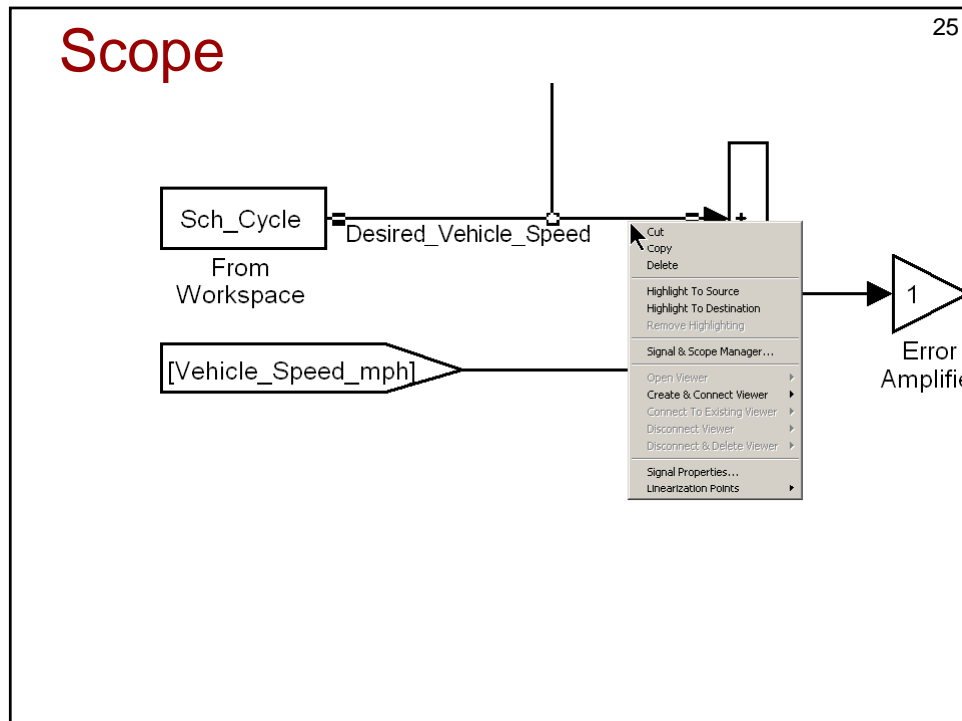 25
Scope
Sch_Cycle
Desired_Vehicle_Speed
+
From
Workspace
[Vehicle_Speed_mph]
Cut
Copy
Delete
Highlight To Source
Highlight To Destination
Remove Highlighting
Signal & Scope Manager...
Open Viewer
Create & Connect Viewer
Connect To Existing Viewer
Disconnect Viewer
Disconnect & Delete Viewer
Signal Properties...
Linearization Points
1
Error
Amplifie